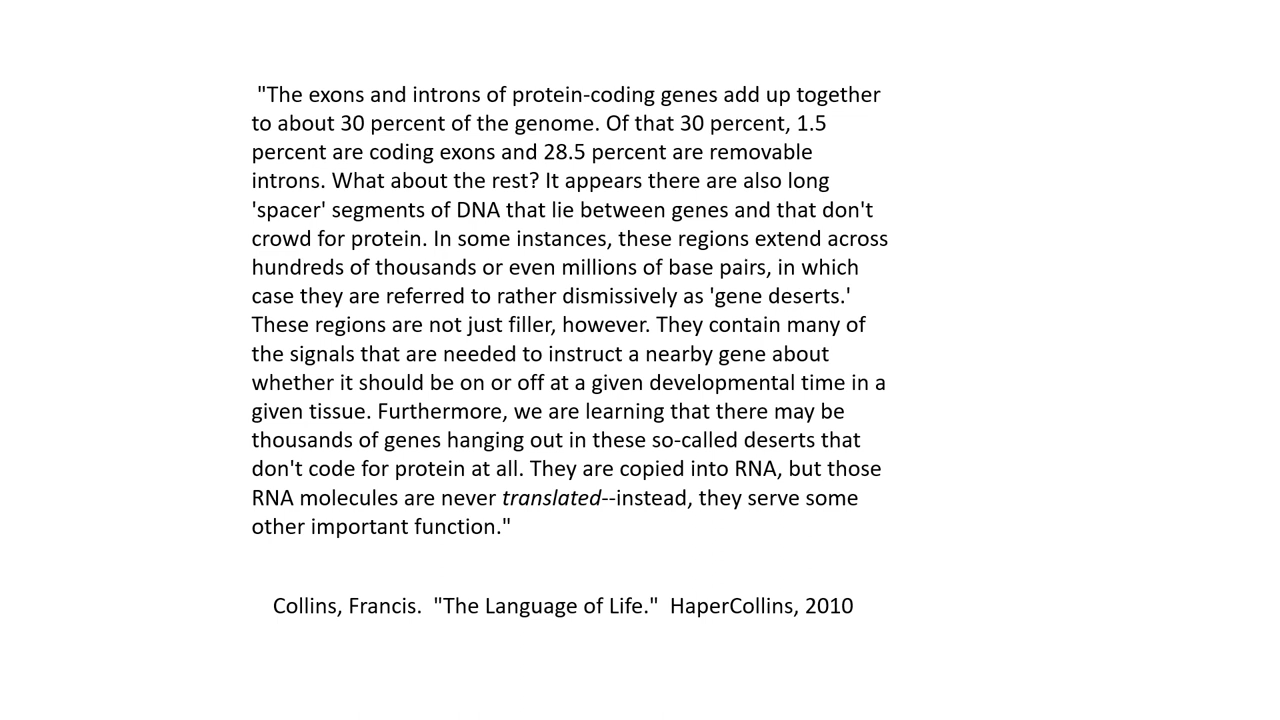 "The exons and introns of protein-coding genes add up together
to about 30 percent of the genome. Of that 30 percent, 1.5
percent are coding exons and 28.5 percent are removable
introns. What about the rest? It appears there are also long
'spacer' segments of DNA that lie between genes and that don't
crowd for protein. In some instances, these regions extend across
hundreds of thousands or even millions of base pairs, in which
case they are referred to rather dismissively as 'gene deserts.'
These regions are not just filler, however. They contain many of
the signals that are needed to instruct a nearby gene about
whether it should be on or off at a given developmental time in a
given tissue. Furthermore, we are learning that there may be
thousands of genes hanging out in these so-called deserts that
don't code for protein at all. They are copied into RNA, but those
RNA molecules are never translated--instead, they serve some
other important function."
Collins, Francis.  "The Language of Life."  HaperCollins, 2010